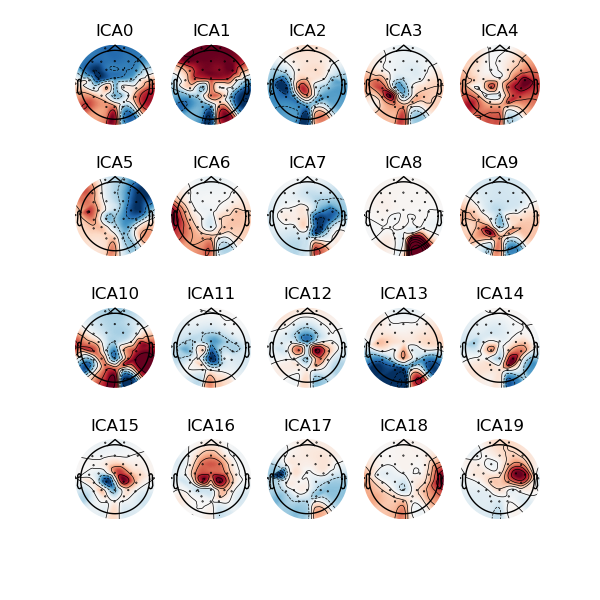 ICA0 ICA1 ICA2 ICA3 ICA4
ICA5 ICA6 ICA7 ICA8 ICA9
ICA10 ICA11 ICA12 ICA13 ICA14
ICA15 ICA16 ICA17 ICA18 ICA19